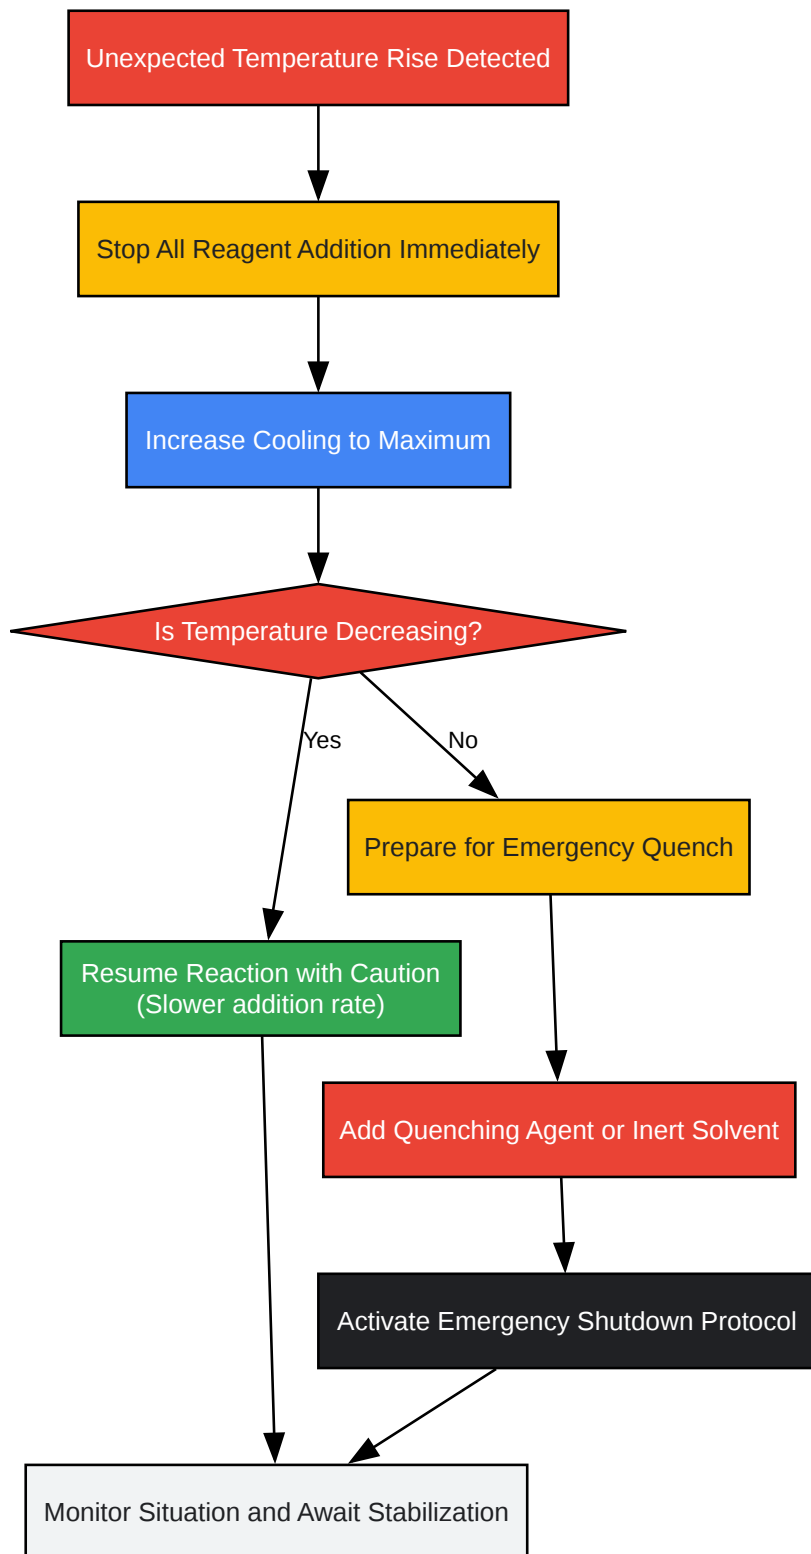 Unexpected Temperature Rise Detected
Stop All Reagent Addition Immediately
Increase Cooling to Maximum
Is Temperature Decreasing?
Yes
No
Prepare for Emergency Quench
Resume Reaction with Caution
(Slower addition rate)
Add Quenching Agent or Inert Solvent
Activate Emergency Shutdown Protocol
Monitor Situation and Await Stabilization